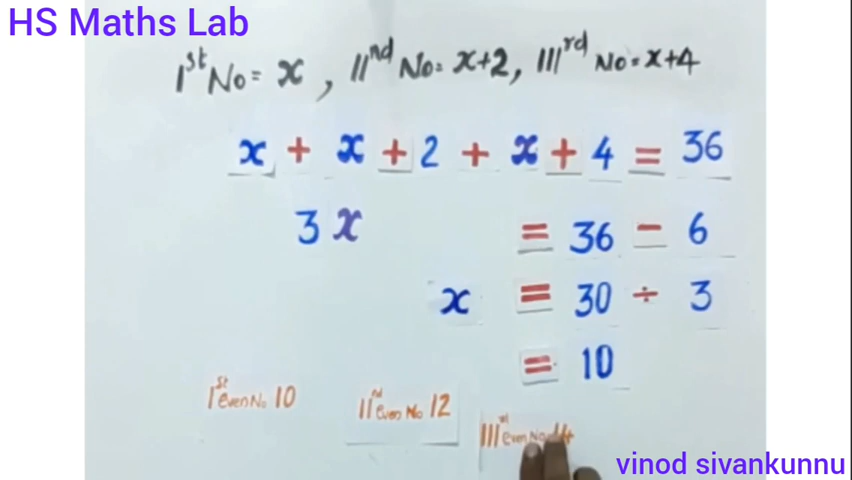 HS Maths Lab
Ist No = x, IInd No = x+2, IIIrd No = x+4
x + x + 2 + x + 4 = 36
3x = 36 - 6
x = 30 ÷ 3
= 10
Ist even No 10
IInd even No 12
IIIrd even No 14
vinod sivankunnu